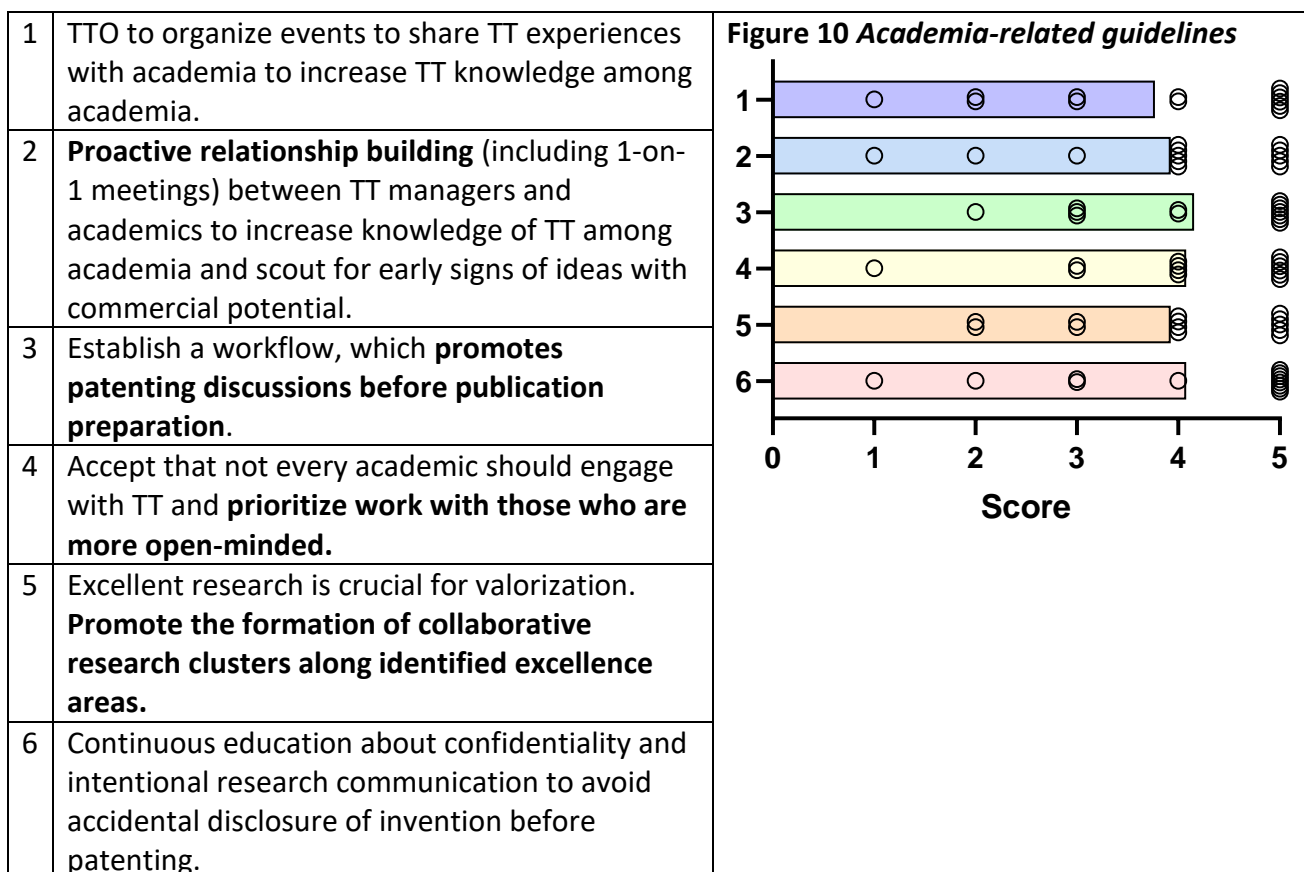 1 TTO to organize events to share TT experiences
with academia to increase TT knowledge among
academia.
2 Proactive relationship building (including 1-on-
1 meetings) between TT managers and
academics to increase knowledge of TT among
academia and scout for early signs of ideas with
commercial potential.
3 Establish a workflow, which promotes
patenting discussions before publication
preparation.
4 Accept that not every academic should engage
with TT and prioritize work with those who are
more open-minded.
5 Excellent research is crucial for valorization.
Promote the formation of collaborative
research clusters along identified excellence
areas.
6 Continuous education about confidentiality and
intentional research communication to avoid
accidental disclosure of invention before
patenting.
Figure 10 Academia-related guidelines
1
2
3
4
5
6
0 1 2 3 4 5
Score